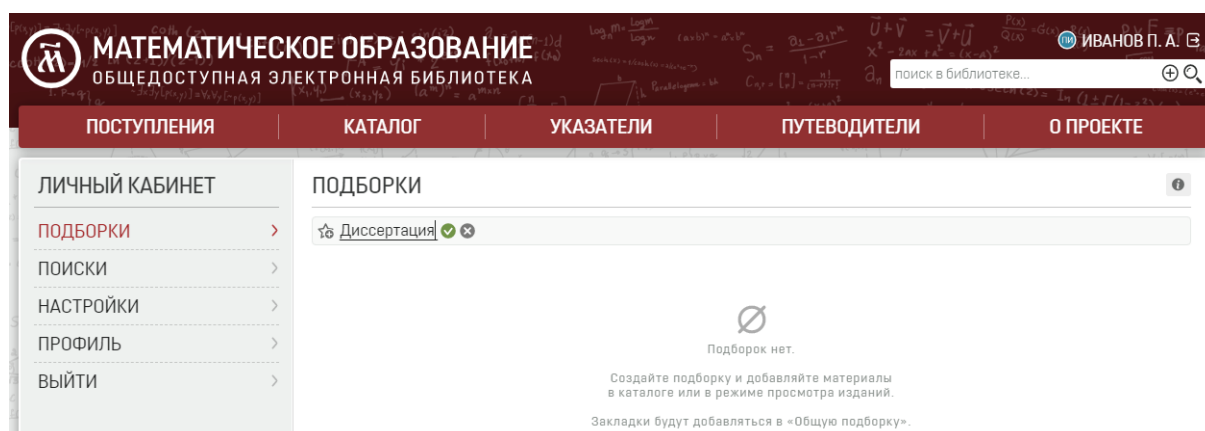 МАТЕМАТИЧЕСКОЕ ОБРАЗОВАНИЕ
ОБЩЕДОСТУПНАЯ ЭЛЕКТРОННАЯ БИБЛИОТЕКА
ПИ ИВАНОВ П. А.
поиск в библиотеке...
ПОСТУПЛЕНИЯ КАТАЛОГ УКАЗАТЕЛИ ПУТЕВОДИТЕЛИ О ПРОЕКТЕ
ЛИЧНЫЙ КАБИНЕТ
ПОДБОРКИ
ПОИСКИ
НАСТРОЙКИ
ПРОФИЛЬ
ВЫЙТИ
ПОДБОРКИ
Диссертация
Подборок нет.
Создайте подборку и добавляйте материалы
в каталоге или в режиме просмотра изданий.
Закладки будут добавляться в «Общую подборку».